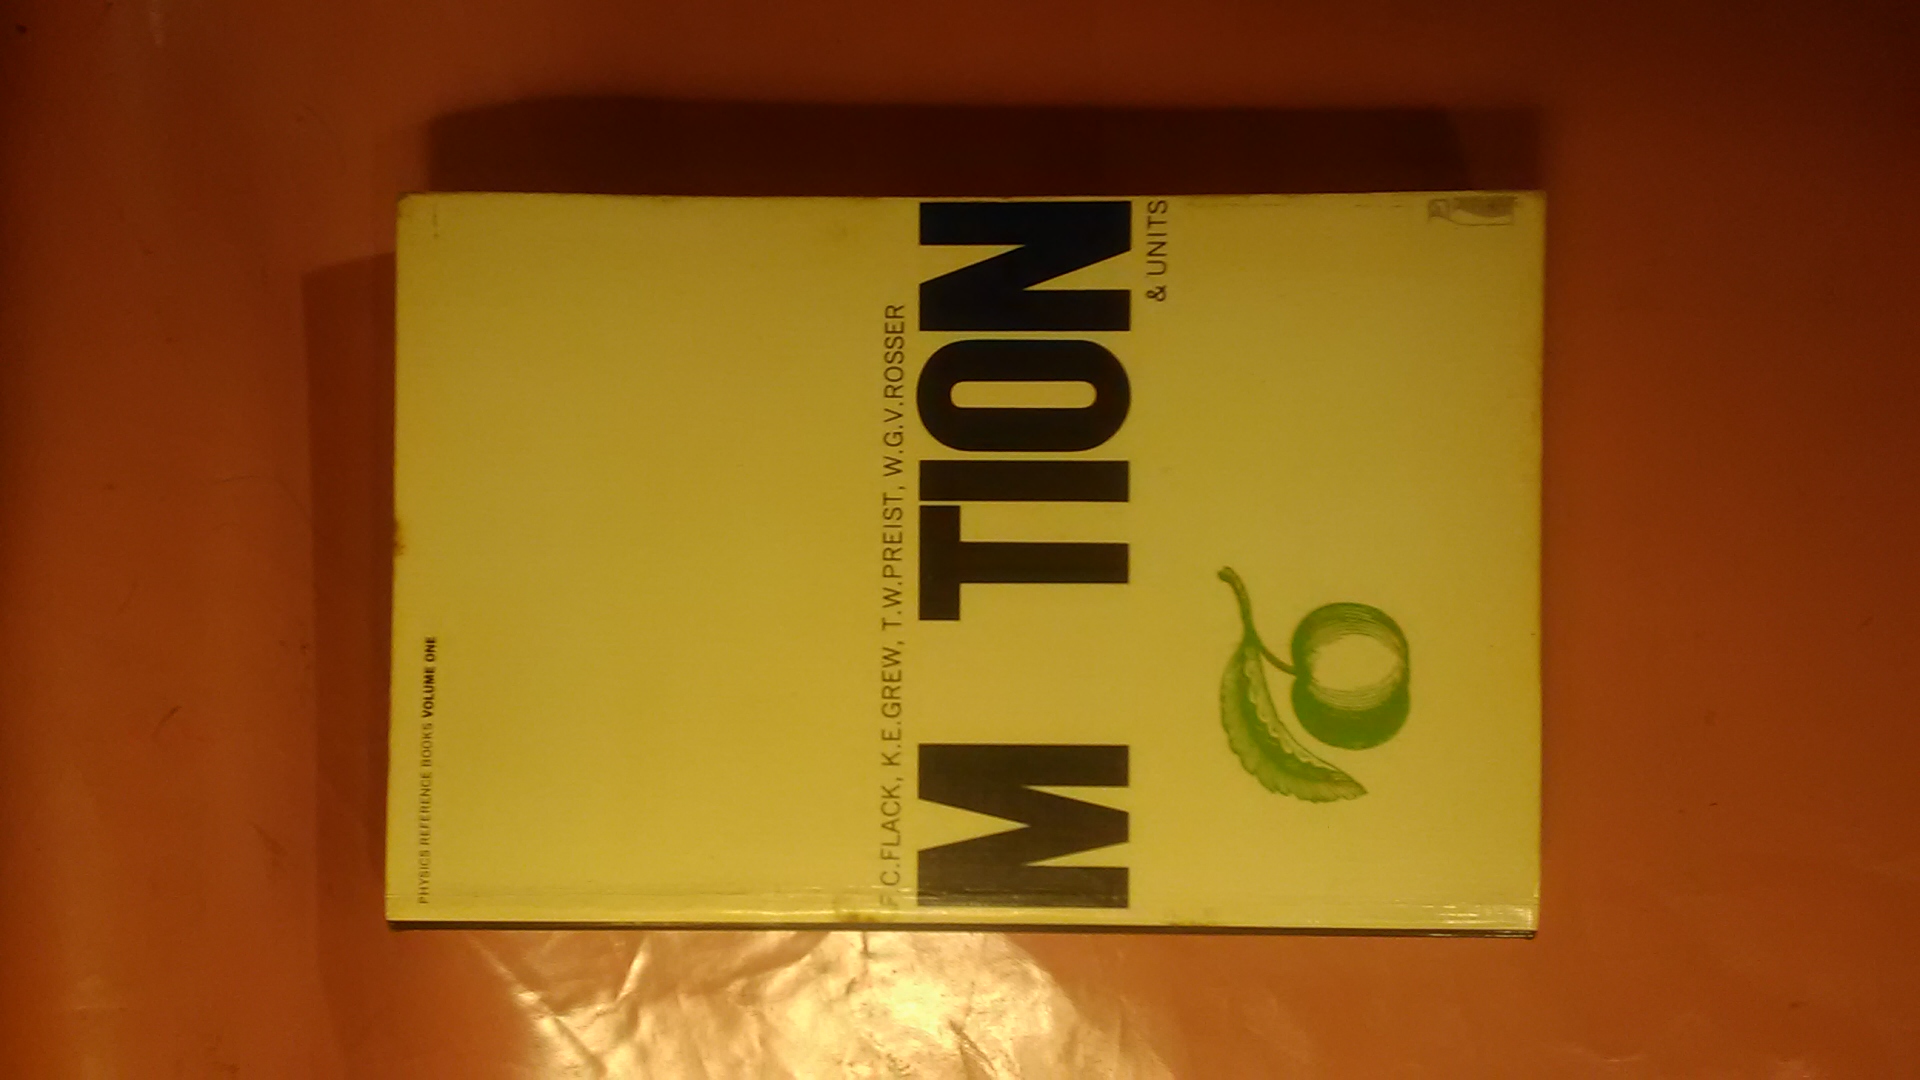 PHYSICS REFERENCE BOOKS VOLUME ONE
F.C.FLACK, K.E.GREW, T.W.PREIST, W.G.V.ROSSER
M TION
& UNITS